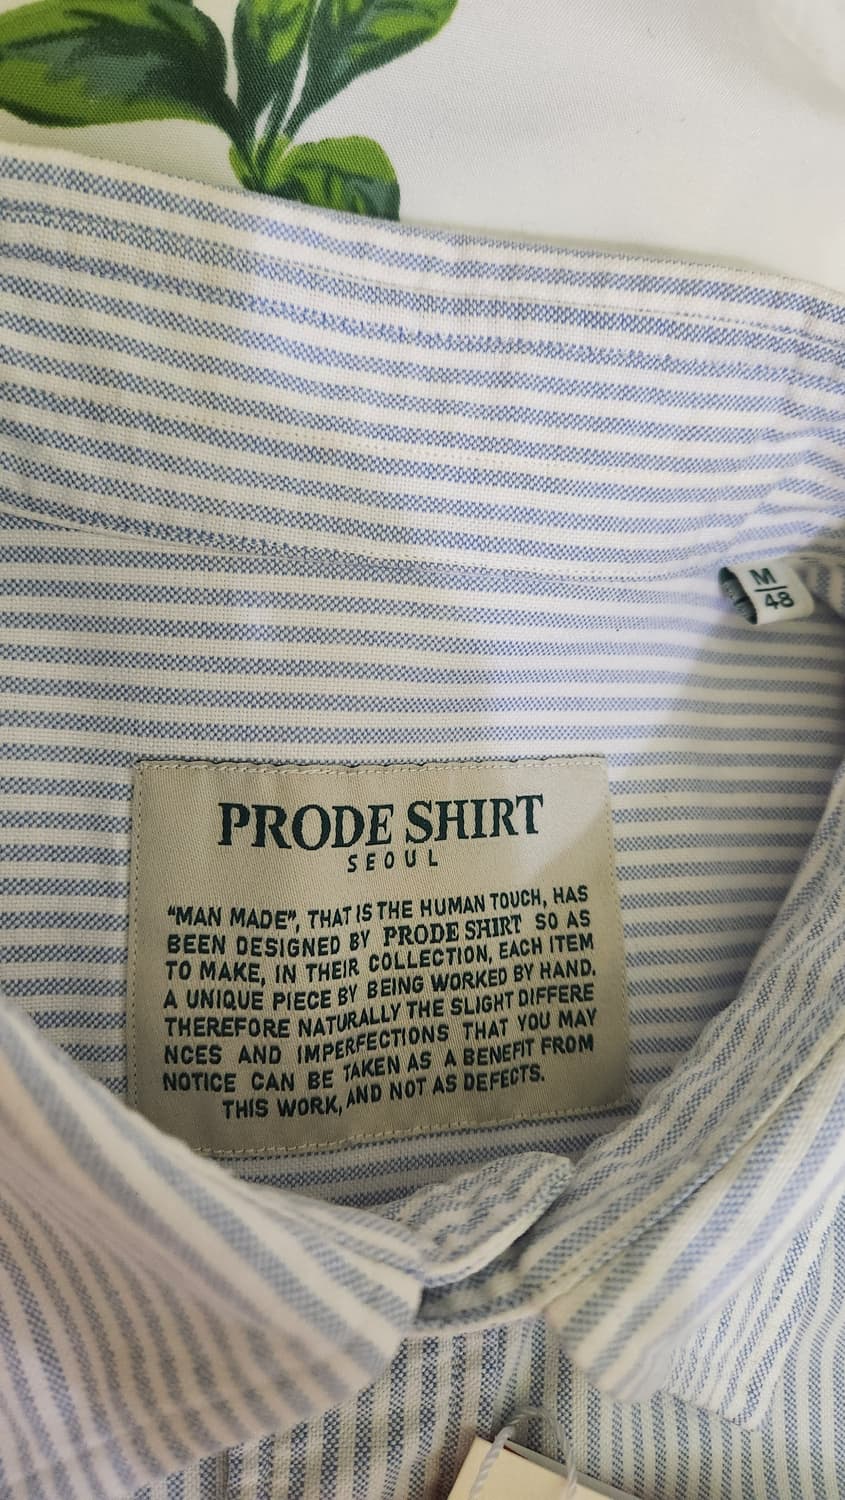 M
48
PRODE SHIRT
SEOUL
“MAN MADE”, THAT IS THE HUMAN TOUCH, HAS
BEEN DESIGNED BY PRODE SHIRT SO AS
TO MAKE, IN THEIR COLLECTION, EACH ITEM
A UNIQUE PIECE BY BEING WORKED BY HAND.
THEREFORE NATURALLY THE SLIGHT DIFFERE
NCES AND IMPERFECTIONS THAT YOU MAY
NOTICE CAN BE TAKEN AS A BENEFIT FROM
THIS WORK, AND NOT AS DEFECTS.